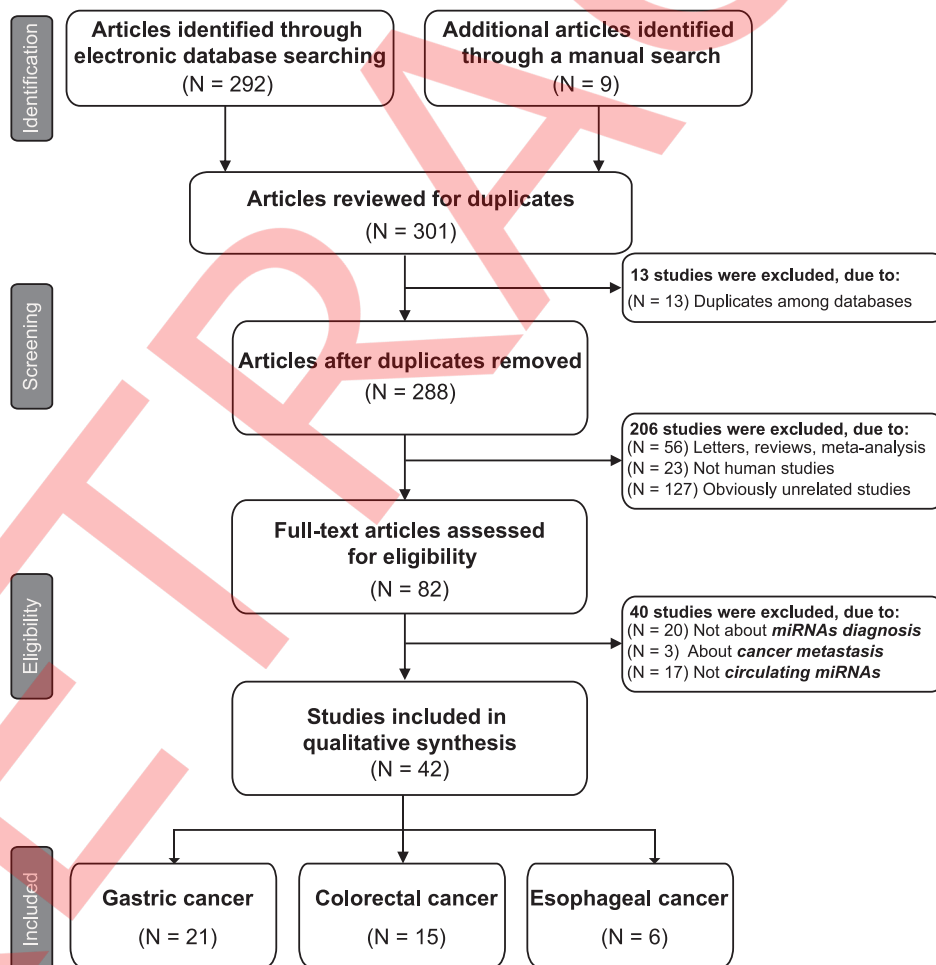 Identification
Articles identified through
electronic database searching
(N = 292)
Additional articles identified
through a manual search
(N = 9)
Articles reviewed for duplicates
(N = 301)
13 studies were excluded, due to:
(N = 13) Duplicates among databases
Screening
Articles after duplicates removed
(N = 288)
206 studies were excluded, due to:
(N = 56) Letters, reviews, meta-analysis
(N = 23) Not human studies
(N = 127) Obviously unrelated studies
Full-text articles assessed
for eligibility
(N = 82)
Eligibility
40 studies were excluded, due to:
(N = 20) Not about miRNAs diagnosis
(N = 3) About cancer metastasis
(N = 17) Not circulating miRNAs
Studies included in
qualitative synthesis
(N = 42)
Included
Gastric cancer
(N = 21)
Colorectal cancer
(N = 15)
Esophageal cancer
(N = 6)
ETRAC